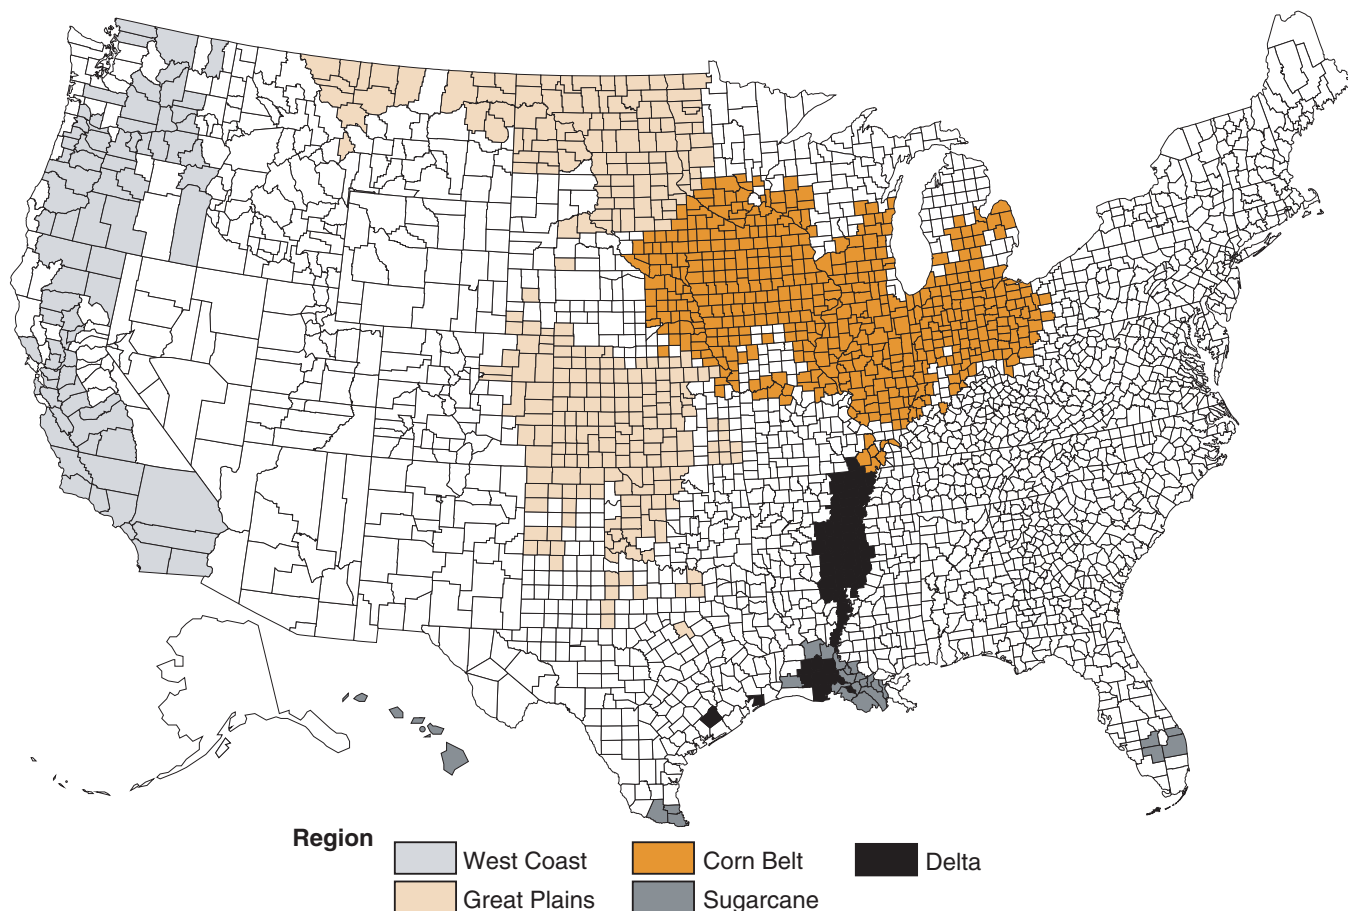 Region
West Coast
Corn Belt
Delta
Great Plains
Sugarcane